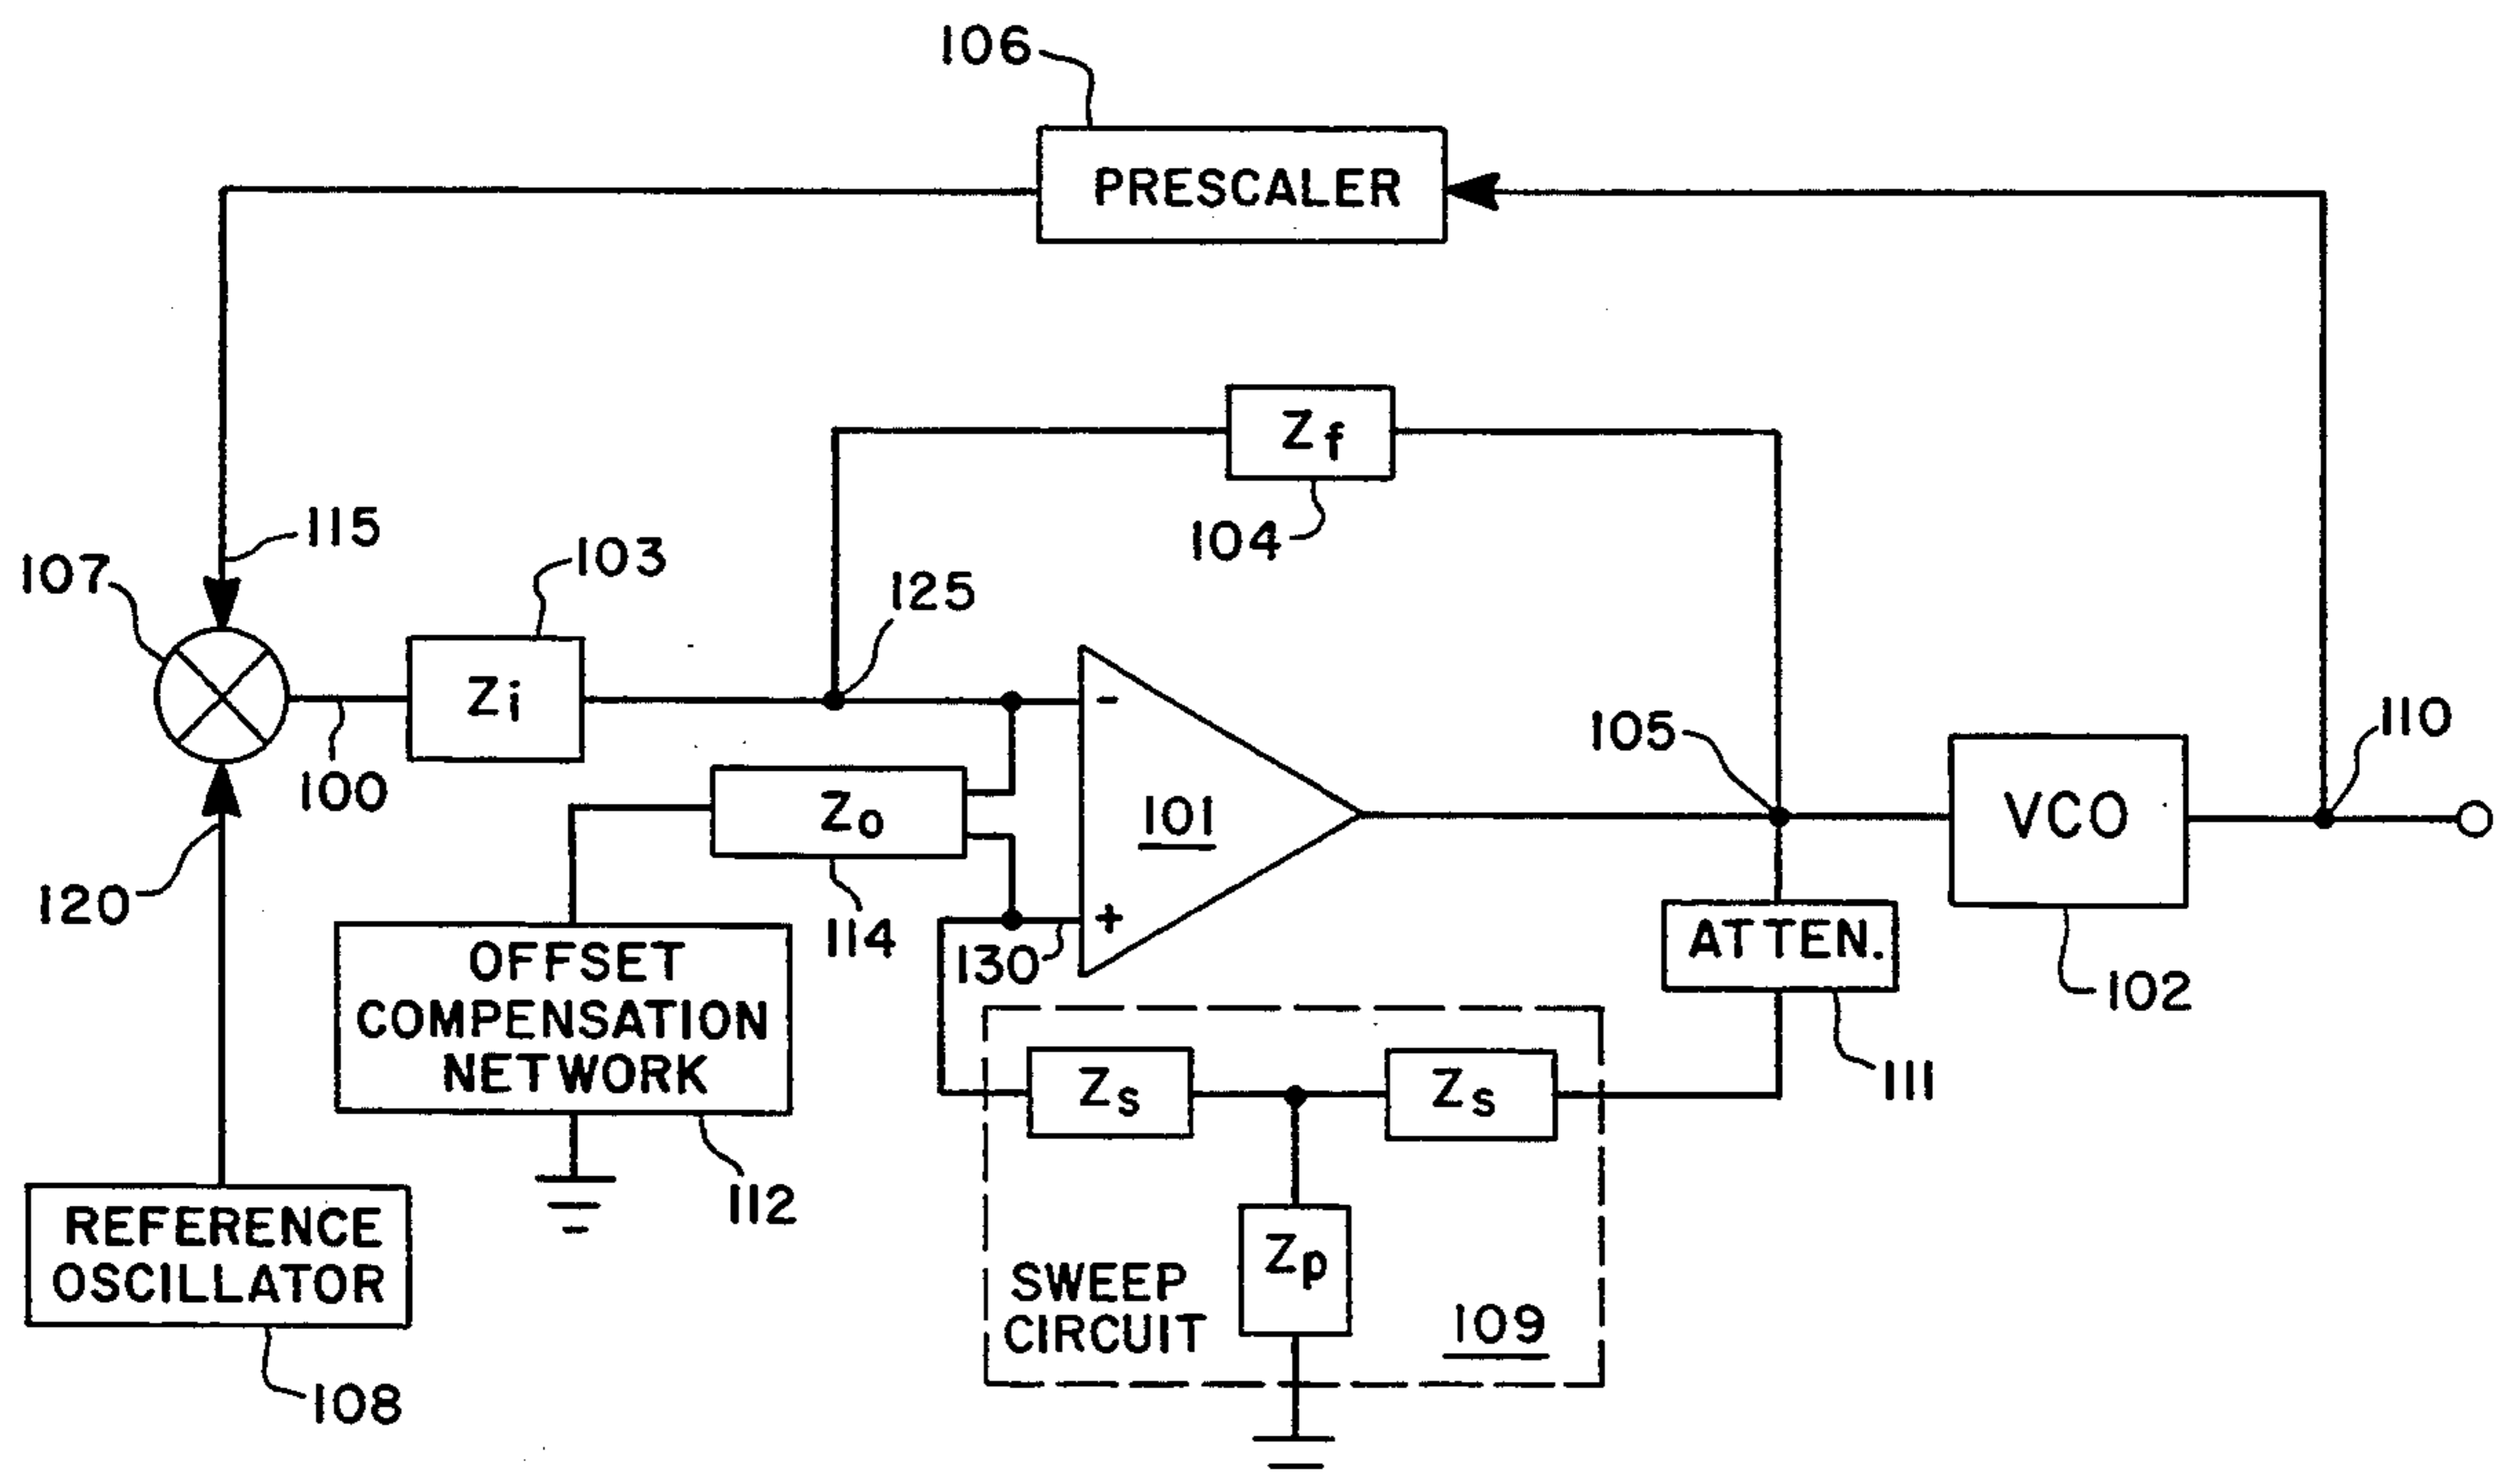 106
PRESCALER
Zf
104
115
103
107
125
Zi
-
105
110
100
Zo
101
VCO
120
114
130
+
ATTEN.
102
OFFSET
COMPENSATION
NETWORK
111
Zs
Zs
112
REFERENCE
OSCILLATOR
Zp
SWEEP
CIRCUIT
109
108